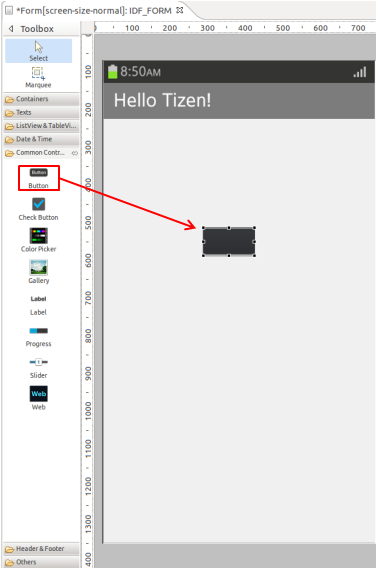 *Form[screen-size-normal]: IDF_FORM
Toolbox
0 100 200 300 400 500 600 700
Select
Marquee
Containers
Texts
ListView & TableVi...
Date & Time
Common Contr...
Button
Button
Check Button
Color Picker
Gallery
Label
Label
Progress
1
Slider
Web
Web
Header & Footer
Others
0
100
200
300
400
500
600
700
800
900
1000
1100
1200
1300
400
8:50AM
Hello Tizen!